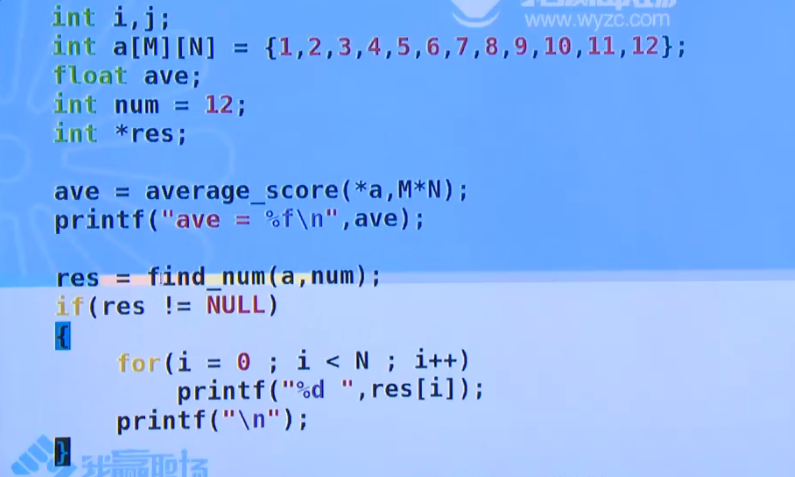 www.wyzc.com
int i,j;
int a[M][N] = {1,2,3,4,5,6,7,8,9,10,11,12};
float ave;
int num = 12;
int *res;
ave = average_score(*a,M*N);
printf("ave = %f\n",ave);
res = find_num(a,num);
if(res != NULL)
{
for(i = 0 ; i < N ; i++)
printf("%d ",res[i]);
printf("\n");
}
我赢职场